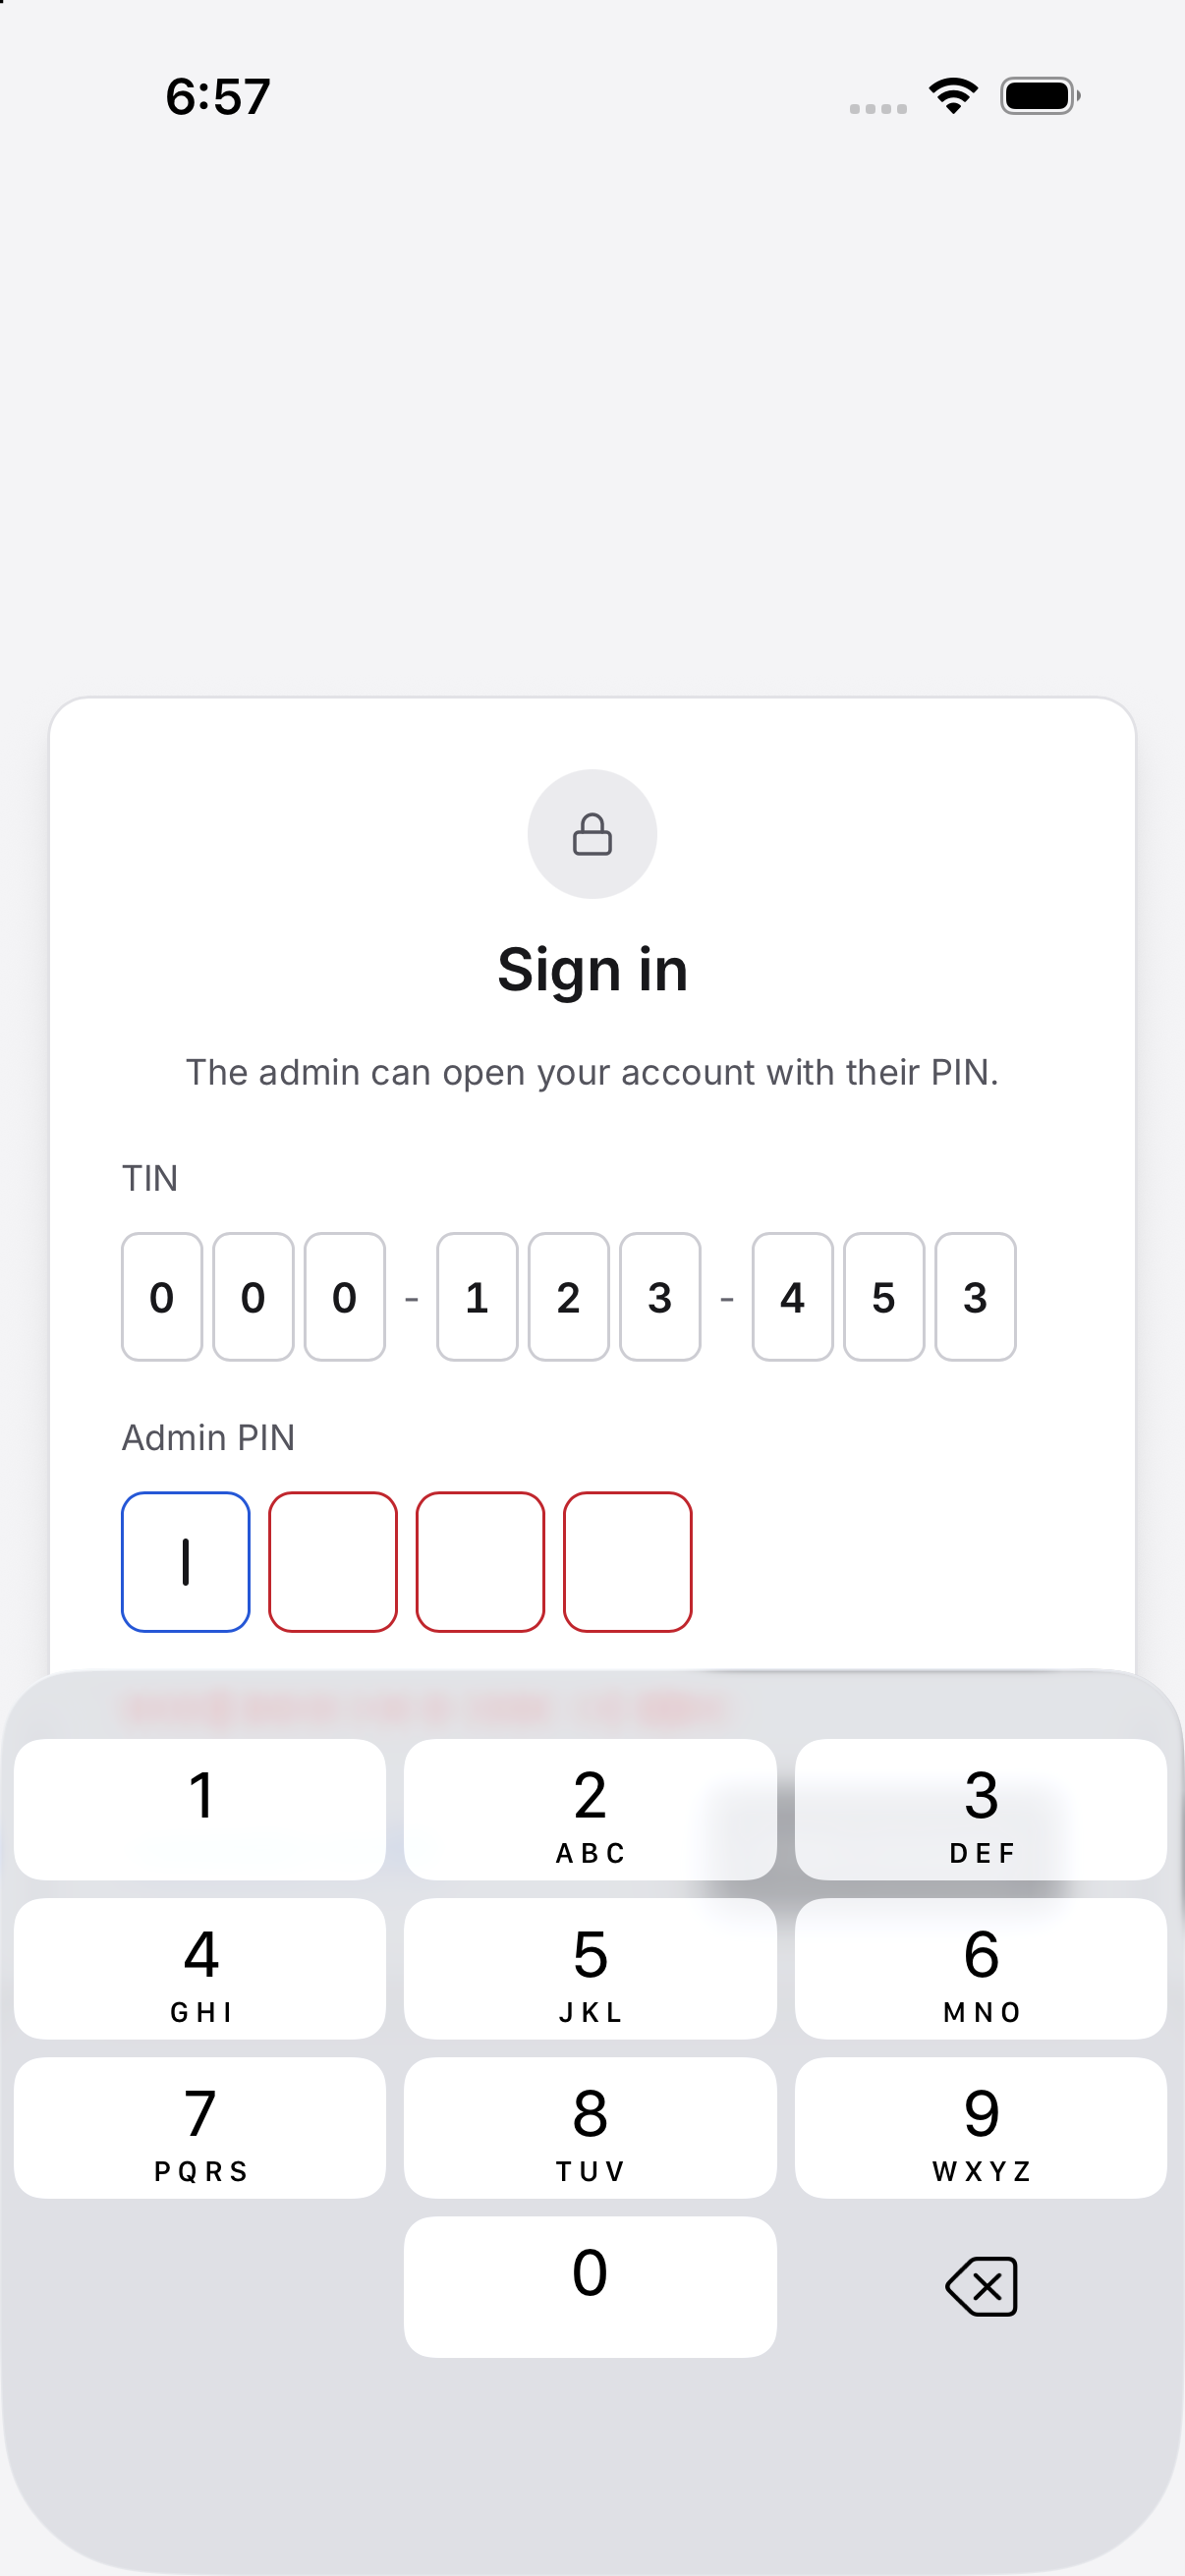 6:57
Sign in
The admin can open your account with their PIN.
TIN
0 0 0 - 1 2 3 - 4 5 3
Admin PIN
1 2 3
ABC DEF
4 5 6
GHI JKL MNO
7 8 9
PQRS TUV WXYZ
0